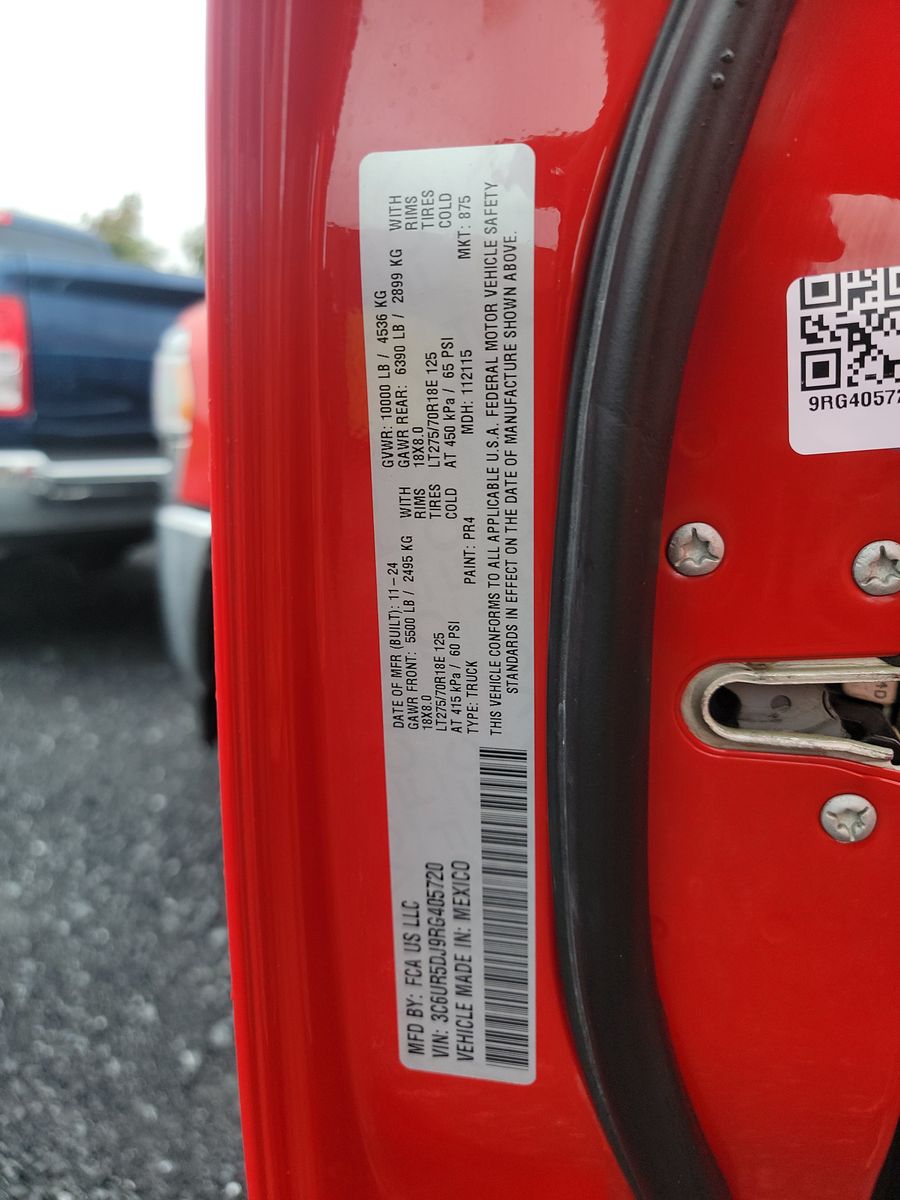 MFD BY: FCA US LLC
VIN: 3C6UR5DJ9RG405720
VEHICLE MADE IN: MEXICO
DATE OF MFR (BUILT): 11-24
GVWR: 10000 LB / 4536 KG
GAWR FRONT: 5500 LB / 2495 KG WITH
GAWR REAR: 6390 LB / 2899 KG WITH
18X8.0 RIMS
18X8.0 RIMS
LT275/70R18E 125 TIRES
LT275/70R18E 125 TIRES
AT 415 kPa / 60 PSI COLD
AT 450 kPa / 65 PSI COLD
TYPE: TRUCK PAINT: PR4 MDH: 112115 MKT: 875
THIS VEHICLE CONFORMS TO ALL APPLICABLE U.S.A. FEDERAL MOTOR VEHICLE SAFETY
STANDARDS IN EFFECT ON THE DATE OF MANUFACTURE SHOWN ABOVE.
9RG40572